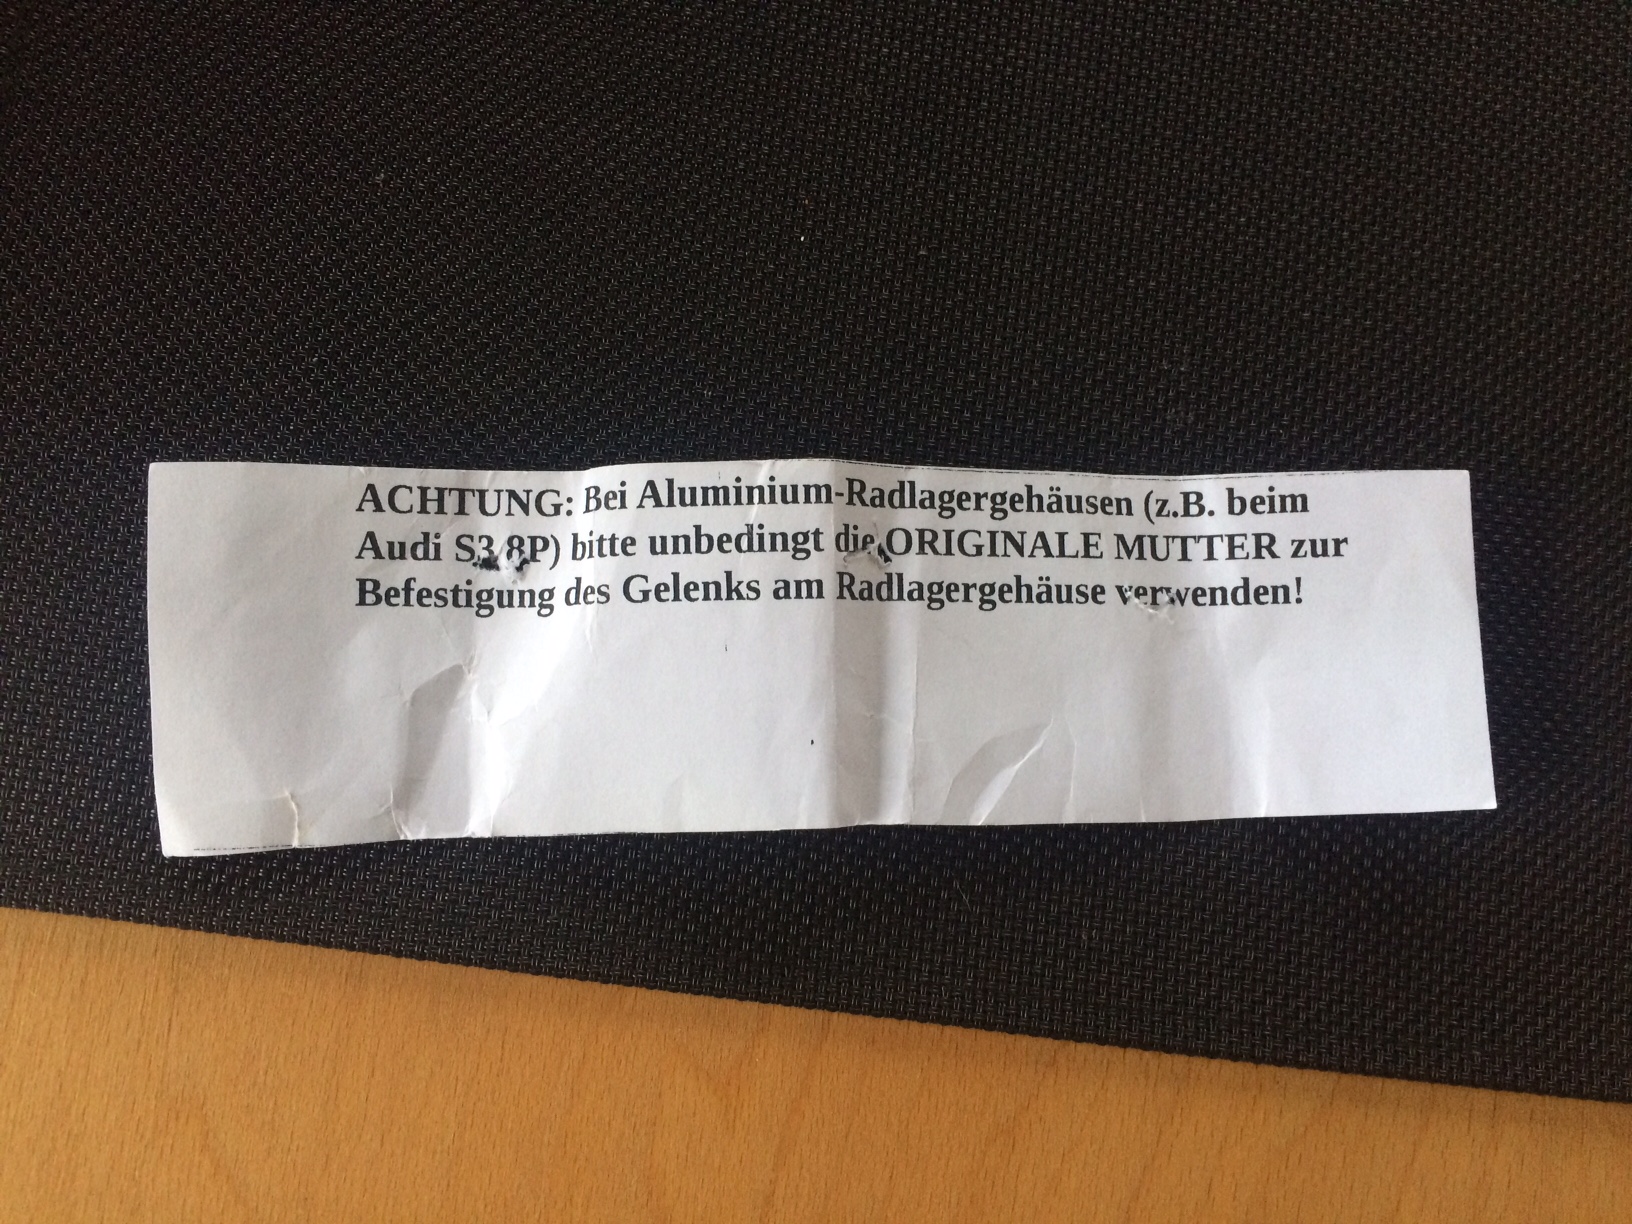 ACHTUNG: Bei Aluminium-Radlagergehäusen (z.B. beim
Audi S3 8P) bitte unbedingt die ORIGINALE MUTTER zur
Befestigung des Gelenks am Radlagergehäuse verwenden!